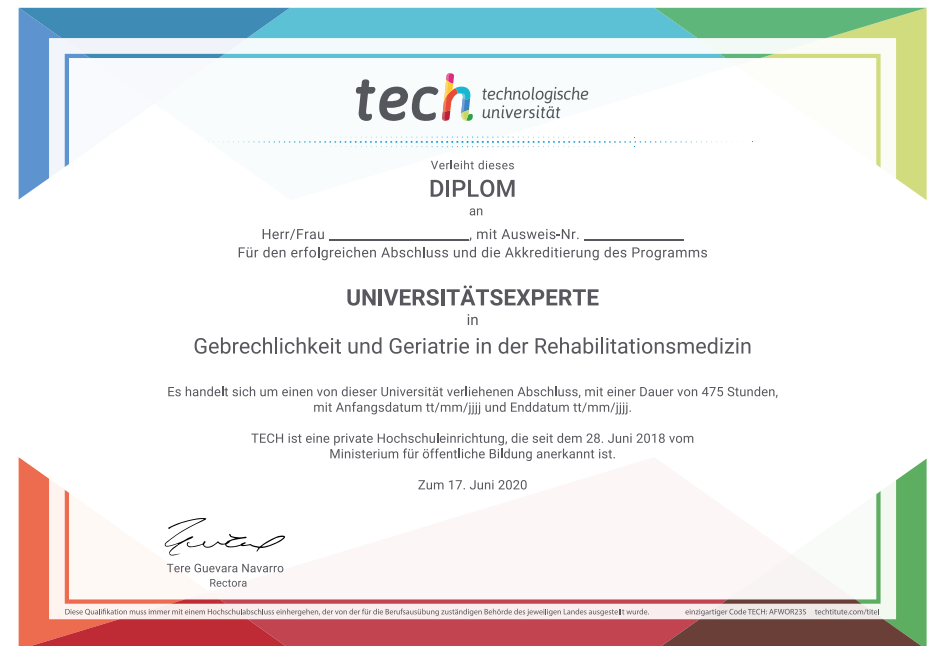 tech technologische
universität
Verleiht dieses
DIPLOM
an
Herr/Frau ____________________, mit Ausweis-Nr. ______________
Für den erfolgreichen Abschluss und die Akkreditierung des Programms
UNIVERSITÄTSEXPERTE
in
Gebrechlichkeit und Geriatrie in der Rehabilitationsmedizin
Es handelt sich um einen von dieser Universität verliehenen Abschluss, mit einer Dauer von 475 Stunden,
mit Anfangsdatum tt/mm/jjjj und Enddatum tt/mm/jjjj.
TECH ist eine private Hochschuleinrichtung, die seit dem 28. Juni 2018 vom
Ministerium für öffentliche Bildung anerkannt ist.
Zum 17. Juni 2020
Tere Guevara Navarro
Rectora
Diese Qualifikation muss immer mit einem Hochschulabschluss einhergehen, der von der für die Berufsausübung zuständigen Behörde des jeweiligen Landes ausgestellt wurde. einzigartiger Code TECH: AFWOR235 techtitute.com/titel